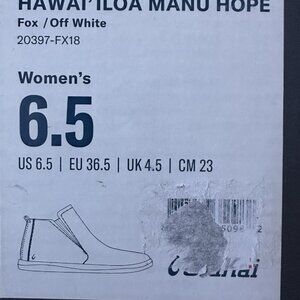 HAWAI'ILOA MANU HOPE
Fox / Off White
20397-FX18
Women's
6.5
US 6.5 | EU 36.5 | UK 4.5 | CM 23